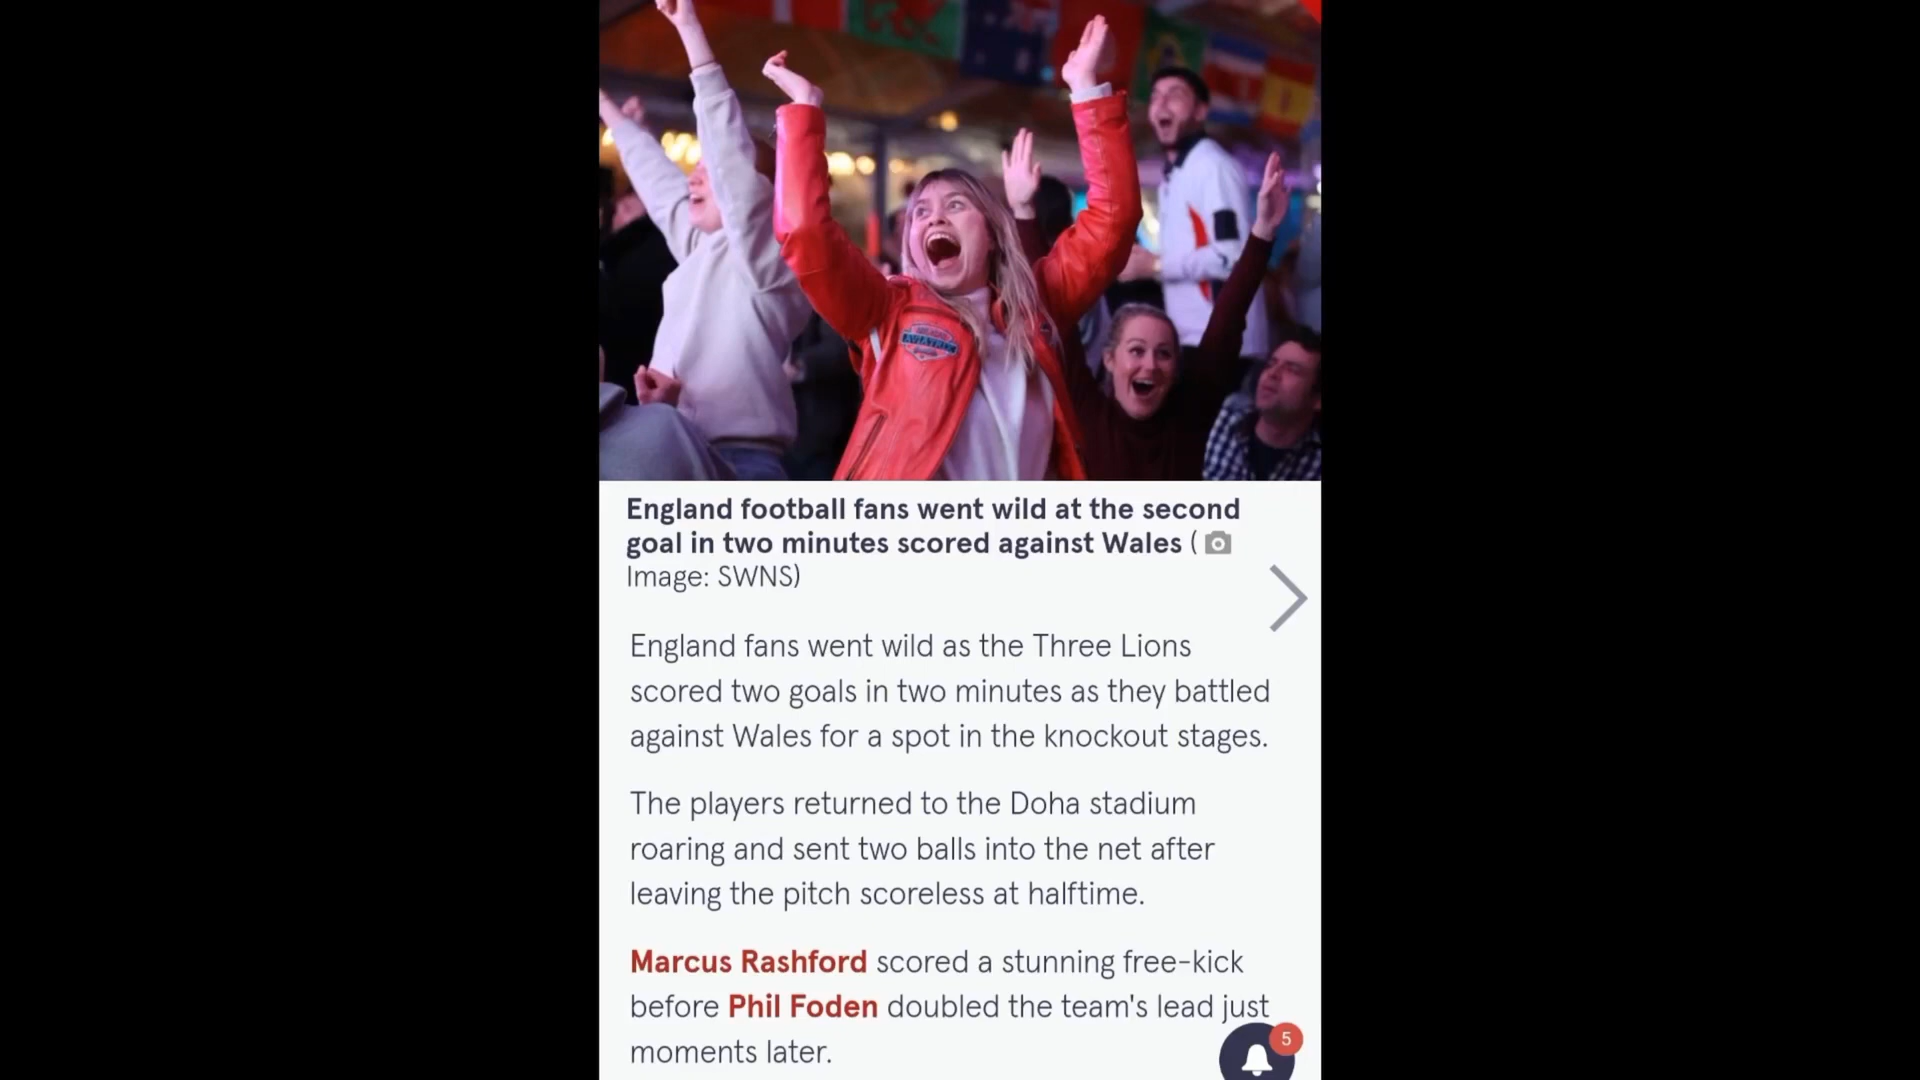 AVIATRIX
England football fans went wild at the second
goal in two minutes scored against Wales (
Image: SWNS)
England fans went wild as the Three Lions
scored two goals in two minutes as they battled
against Wales for a spot in the knockout stages.
The players returned to the Doha stadium
roaring and sent two balls into the net after
leaving the pitch scoreless at halftime.
Marcus Rashford scored a stunning free-kick
before Phil Foden doubled the team's lead just
moments later.
5